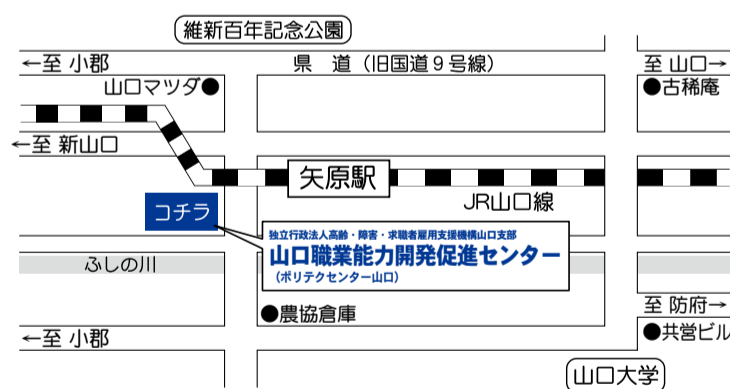 維新百年記念公園
←至 小郡
県 道（旧国道９号線）
至 山口→
山口マツダ●
●古稀庵
←至 新山口
矢原駅
JR山口線
コチラ
独立行政法人高齢・障害・求職者雇用支援機構山口支部
山口職業能力開発促進センター
（ポリテクセンター山口）
ふしの川
●農協倉庫
至 防府→
←至 小郡
●共営ビル
山口大学